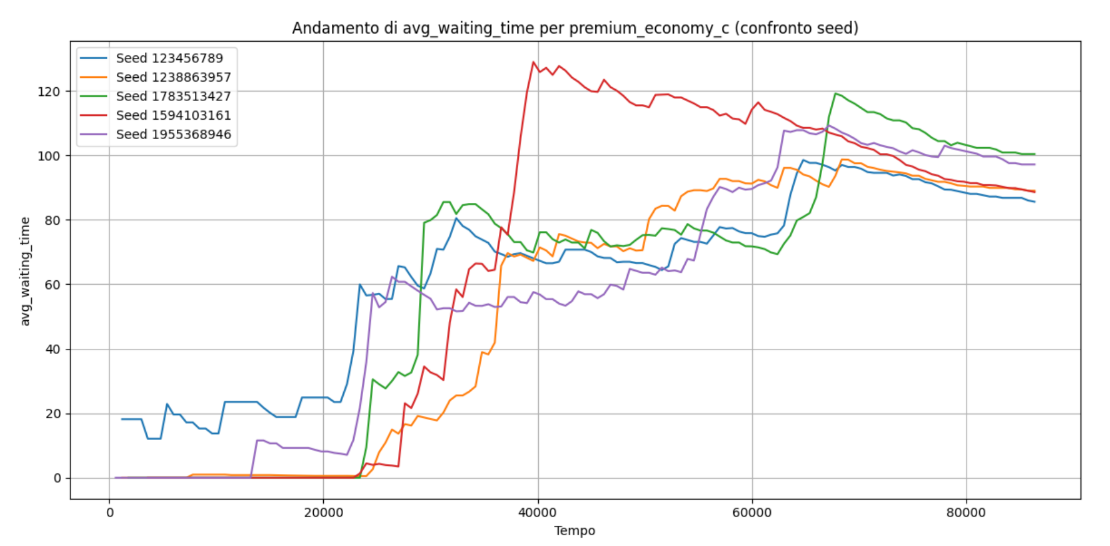 Andamento di avg_waiting_time per premium_economy_c (confronto seed)
Seed 123456789
Seed 1238863957
Seed 1783513427
Seed 1594103161
Seed 1955368946
avg_waiting_time
120
100
80
60
40
20
0
0 20000 40000 60000 80000
Tempo